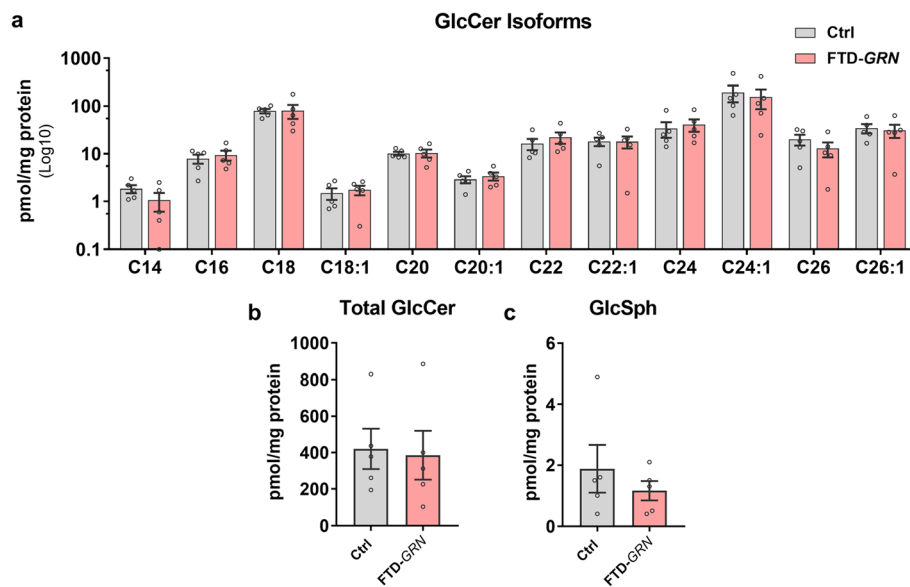 a
GlcCer Isoforms
Ctrl
FTD-GRN
pmol/mg protein
(Log10)
1000
100
10
1
0.1
C14 C16 C18 C18:1 C20 C20:1 C22 C22:1 C24 C24:1 C26 C26:1
b
Total GlcCer
pmol/mg protein
1000
800
600
400
200
0
Ctrl
FTD-GRN
c
GlcSph
pmol/mg protein
6
4
2
0
Ctrl
FTD-GRN